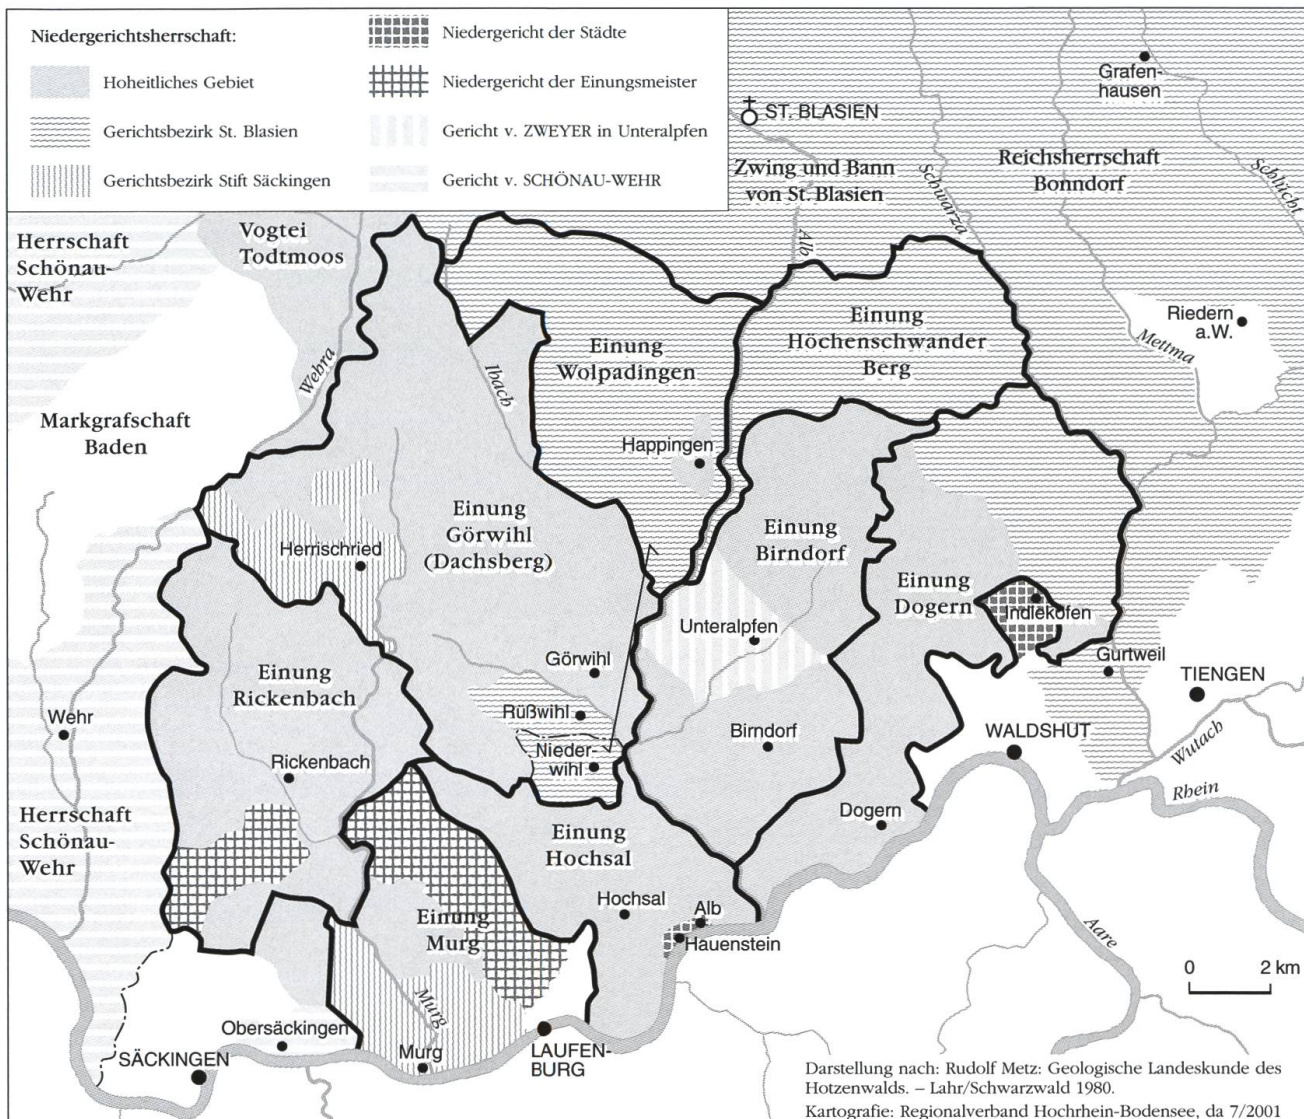 Niedergerichtsherrschaft:
Hoheitliches Gebiet
Gerichtsbezirk St. Blasien
Gerichtsbezirk Stift Säckingen
Niedergericht der Städte
Niedergericht der Einungsmeister
Gericht v. ZWEYER in Unteralpfen
Gericht v. SCHÖNAU-WEHR
Grafen-
hausen
ST. BLASIEN
Zwing und Bann
von St. Blasien
Reichsherrschaft
Bonndorf
Schwarza
Schlücht
Alb
Herrschaft
Schönau-
Wehr
Vogtei
Todtmoos
Wehra
Ibach
Einung
Wolpadingen
Einung
Höchenschwander
Berg
Riedern
a.W.
Mettma
Markgrafschaft
Baden
Happingen
Einung
Görwihl
(Dachsberg)
Einung
Birndorf
Herrischried
Einung
Dogern
Indlekofen
Unteralpfen
Görwihl
Gurtweil
TIENGEN
Einung
Rickenbach
Rüßwihl
Wehr
Nieder-
wihl
Birndorf
WALDSHUT
Wutach
Rickenbach
Rhein
Herrschaft
Schönau-
Wehr
Einung
Hochsal
Dogern
Einung
Murg
Hochsal
Alb
Hauenstein
Aare
0 2 km
Murg
Obersäckingen
SÄCKINGEN
Murg
LAUFEN-
BURG
Darstellung nach: Rudolf Metz: Geologische Landeskunde des
Hotzenwalds. – Lahr/Schwarzwald 1980.
Kartografie: Regionalverband Hochrhein-Bodensee, da 7/2001